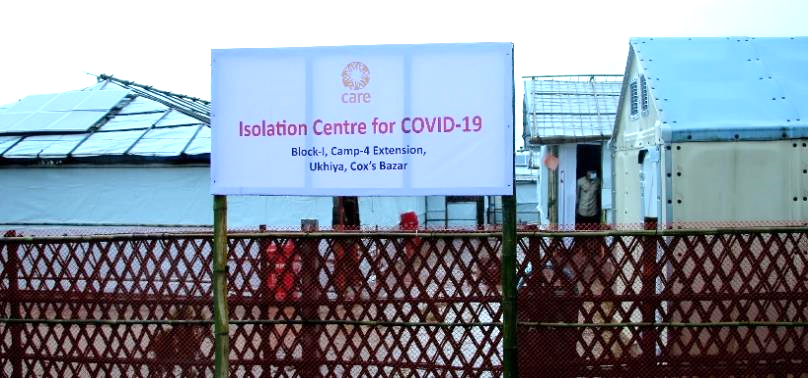 care
Isolation Centre for COVID-19
Block-I, Camp-4 Extension,
Ukhiya, Cox's Bazar